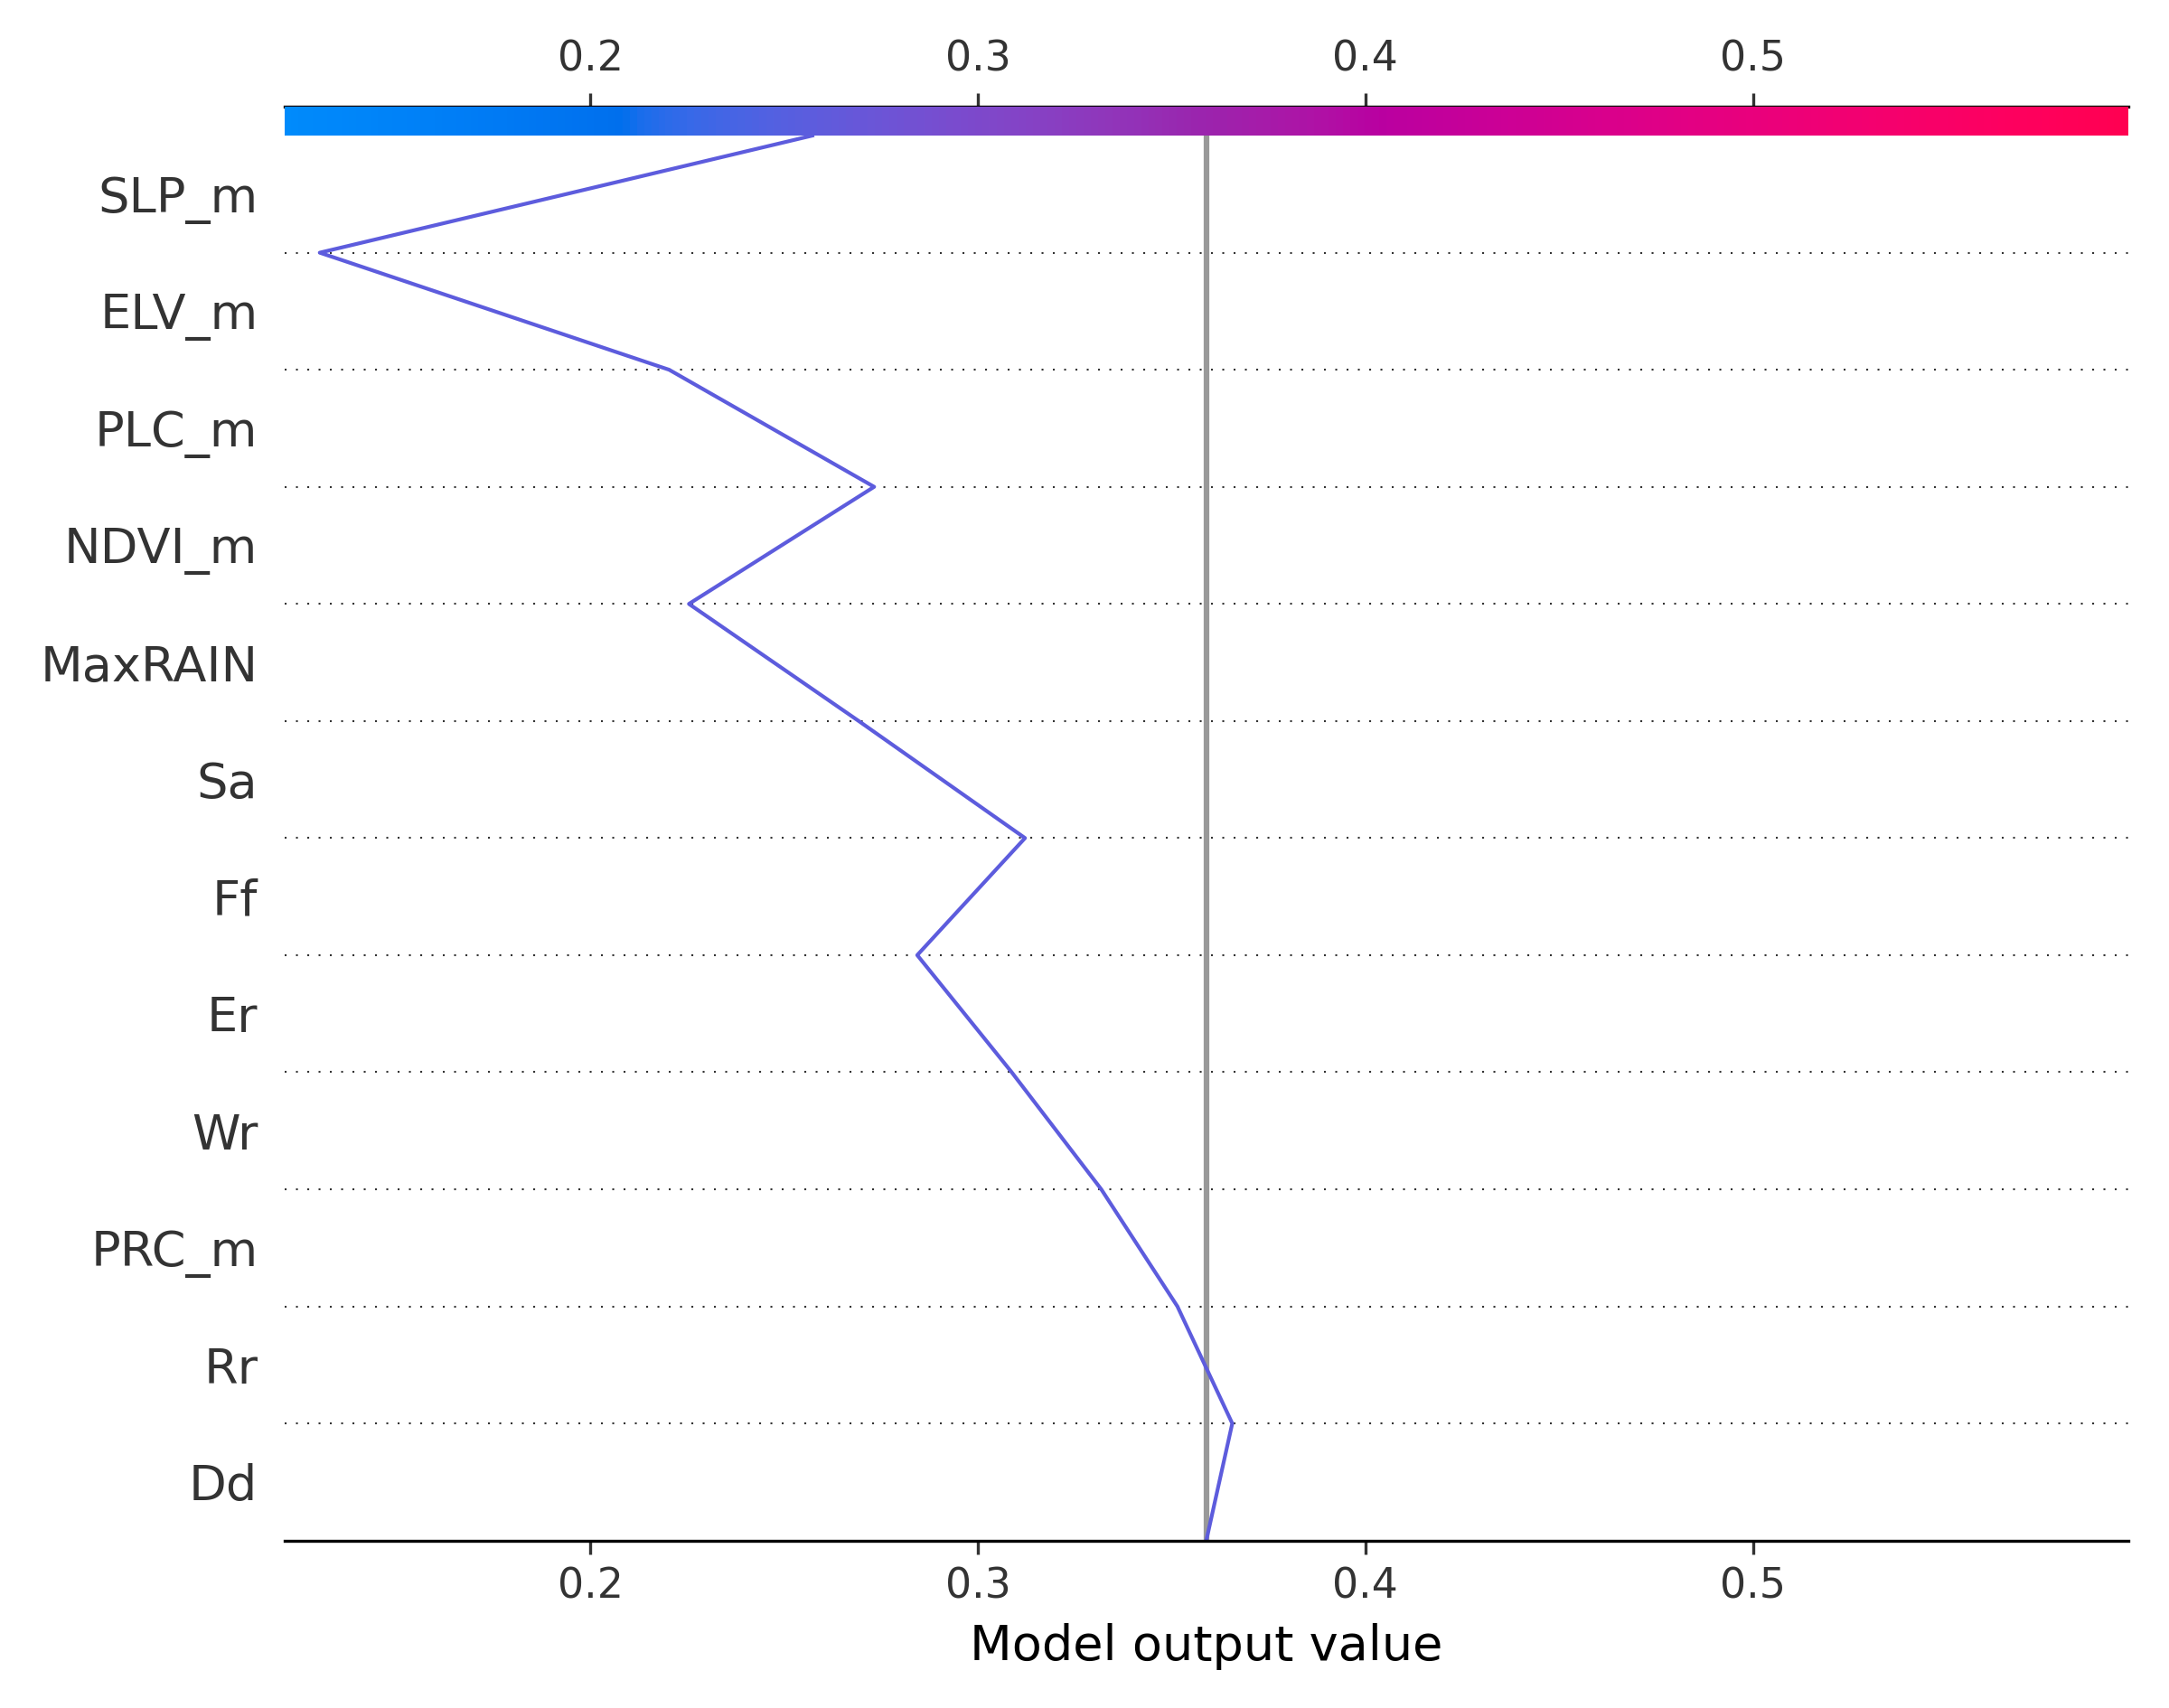 0.2 0.3 0.4 0.5
SLP_m
ELV_m
PLC_m
NDVI_m
MaxRAIN
Sa
Ff
Er
Wr
PRC_m
Rr
Dd
0.2 0.3 0.4 0.5
Model output value